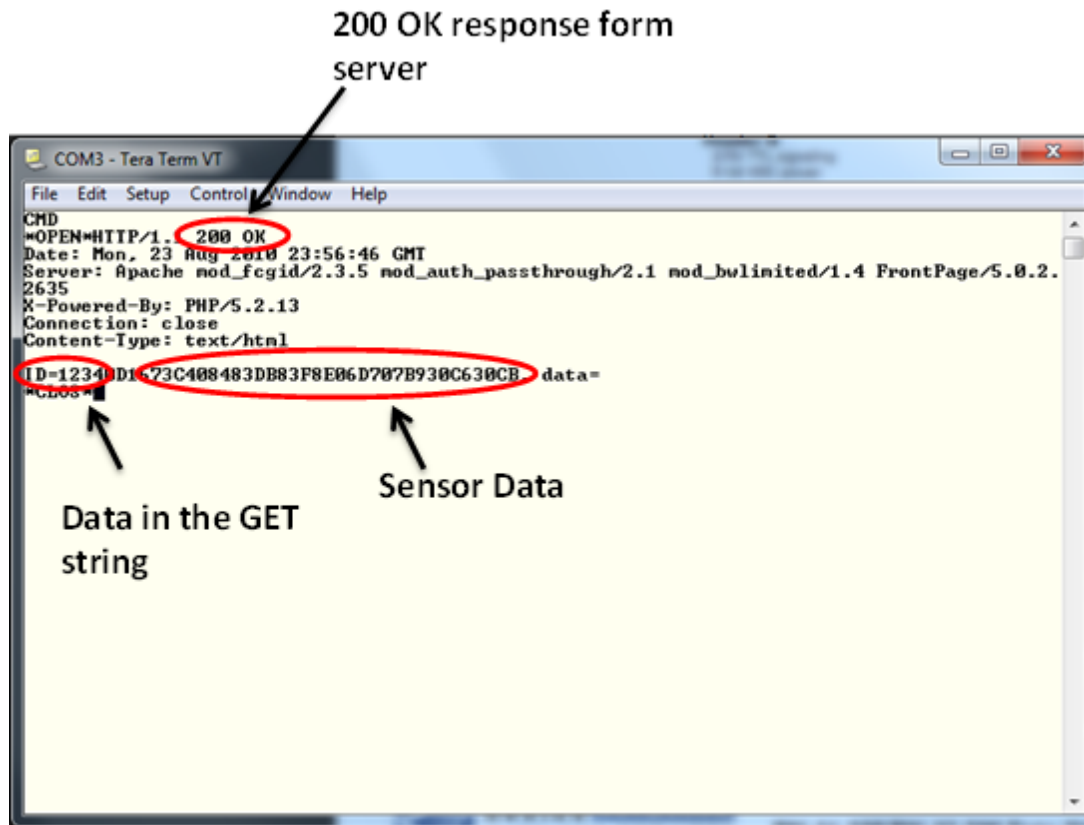 200 OK response form
server
COM3 - Tera Term VT
File Edit Setup Control Window Help
CMD
*OPEN*HTTP/1. 200 OK
Date: Mon, 23 Aug 2010 23:56:46 GMT
Server: Apache mod_fcgid/2.3.5 mod_auth_passthrough/2.1 mod_bwlimited/1.4 FrontPage/5.0.2.
2635
X-Powered-By: PHP/5.2.13
Connection: close
Content-Type: text/html
data=
*CLOS*
Sensor Data
Data in the GET
string